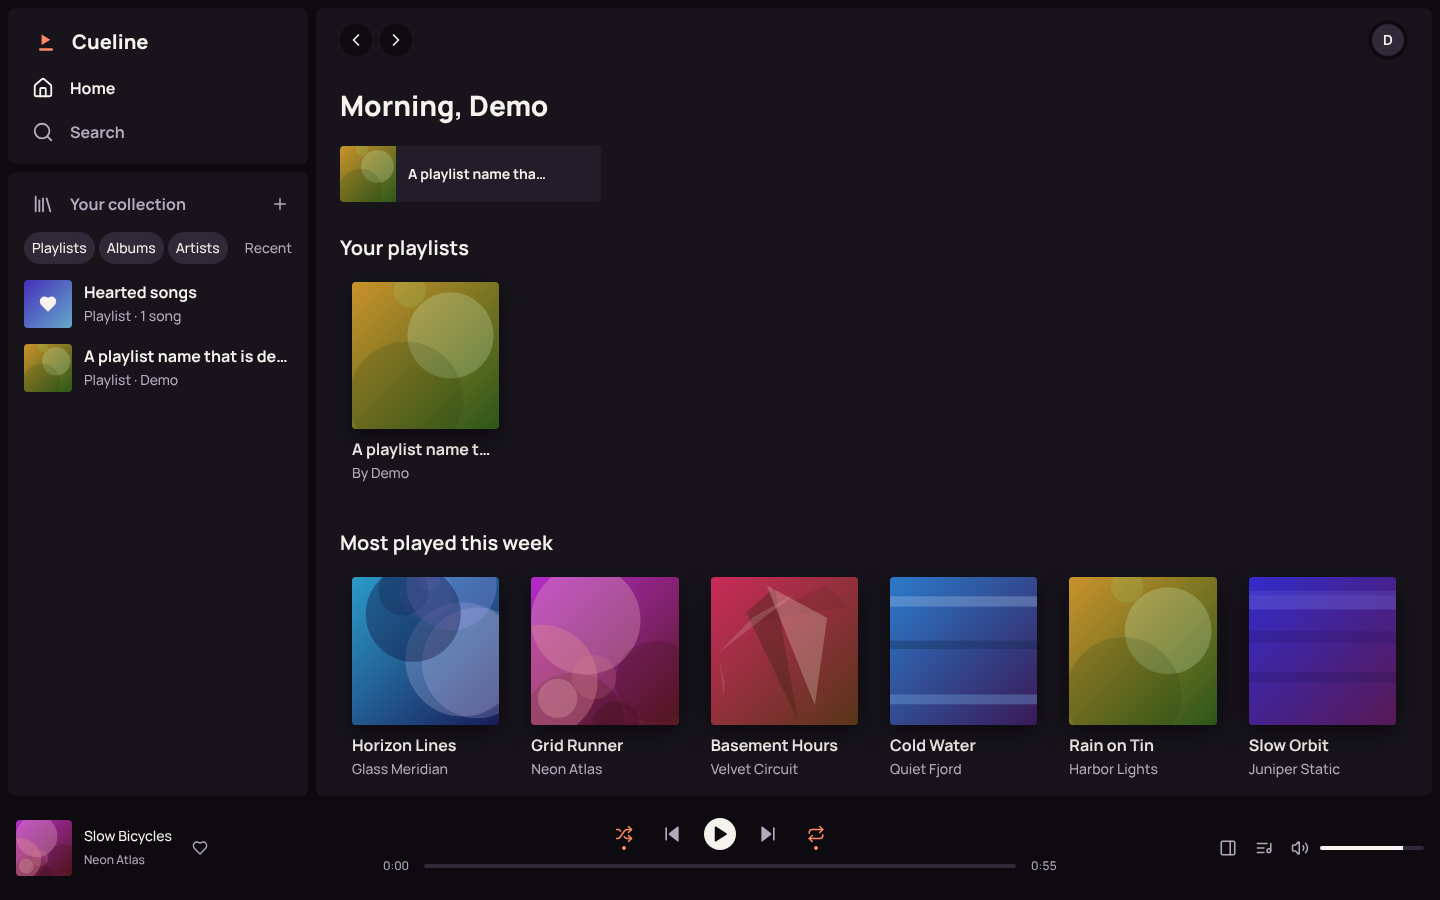 Cueline
Home
Search
Your collection
Playlists Albums Artists Recent
Hearted songs
Playlist · 1 song
A playlist name that is de...
Playlist · Demo
D
Morning, Demo
A playlist name tha...
Your playlists
A playlist name t...
By Demo
Most played this week
Horizon Lines
Glass Meridian
Grid Runner
Neon Atlas
Basement Hours
Velvet Circuit
Cold Water
Quiet Fjord
Rain on Tin
Harbor Lights
Slow Orbit
Juniper Static
Slow Bicycles
Neon Atlas
0:00
0:55